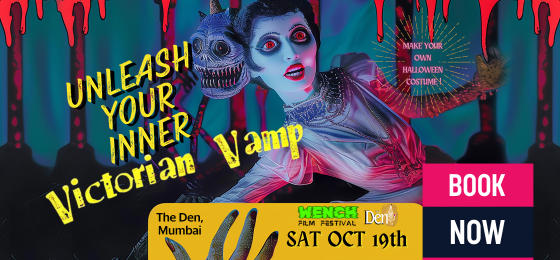 UNLEASH
YOUR
INNER
Victorian Vamp
MAKE YOUR
OWN
HALLOWEEN
COSTUME !
The Den,
Mumbai
WENCH
FILM FESTIVAL
Den
SAT OCT 19th
BOOK
NOW